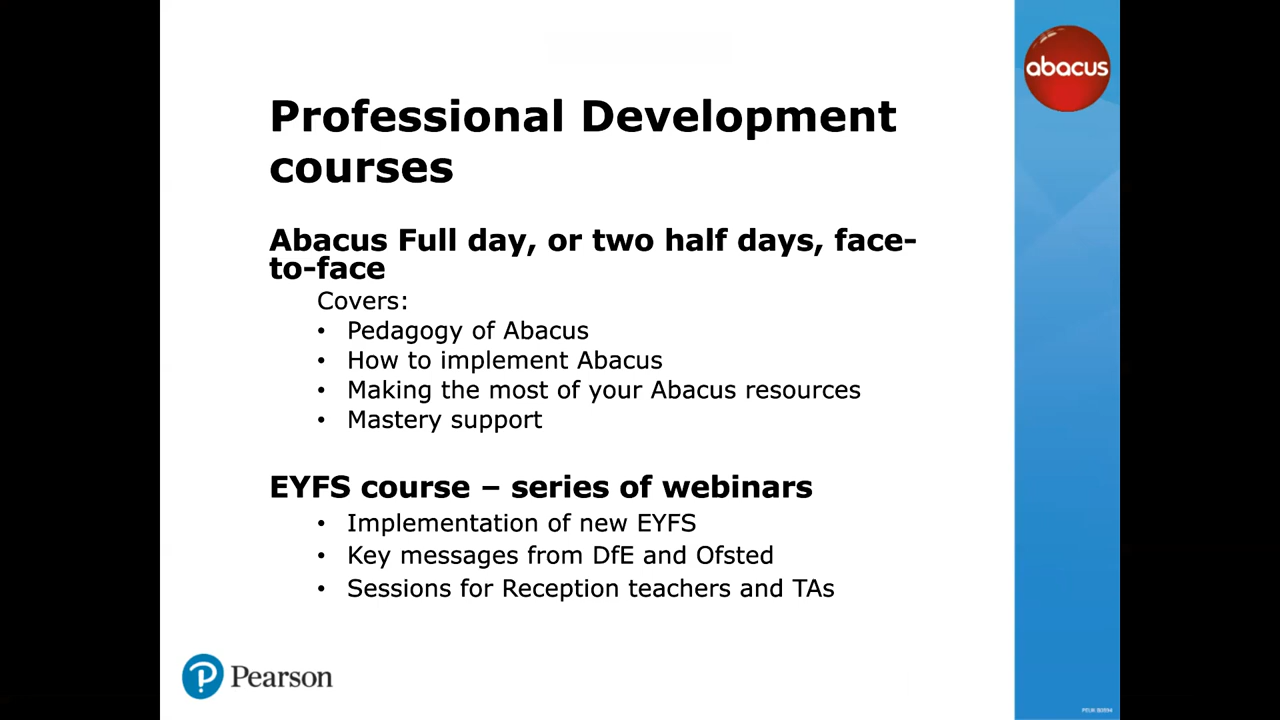 abacus
Professional Development
courses
Abacus Full day, or two half days, face-
to-face
Covers:
• Pedagogy of Abacus
• How to implement Abacus
• Making the most of your Abacus resources
• Mastery support
EYFS course – series of webinars
• Implementation of new EYFS
• Key messages from DfE and Ofsted
• Sessions for Reception teachers and TAs
Pearson